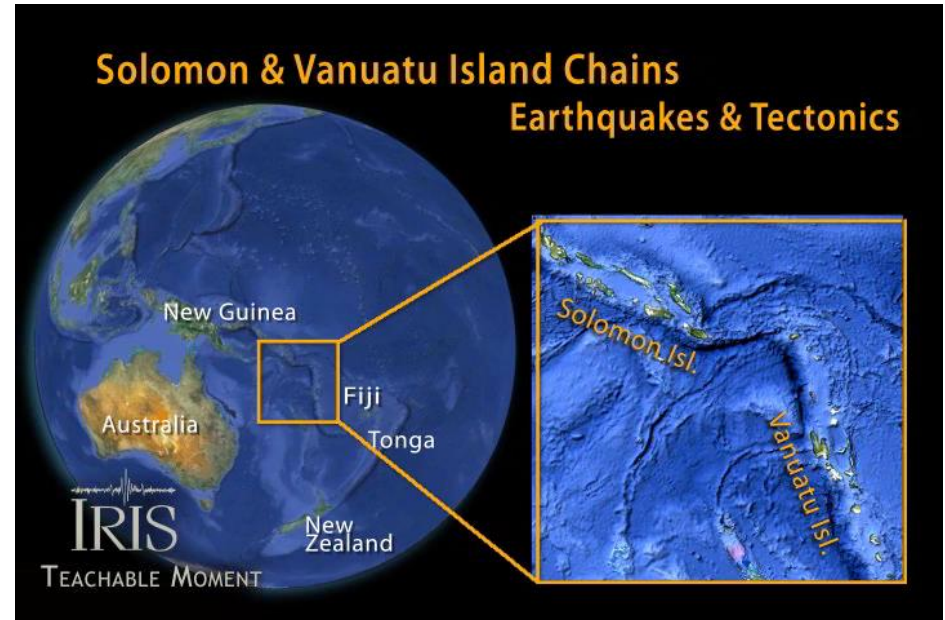 Solomon & Vanuatu Island Chains
Earthquakes & Tectonics
New Guinea
Fiji
Australia
Tonga
New
Zealand
IRIS
TEACHABLE MOMENT
Solomon Isl.
Vanuatu Isl.